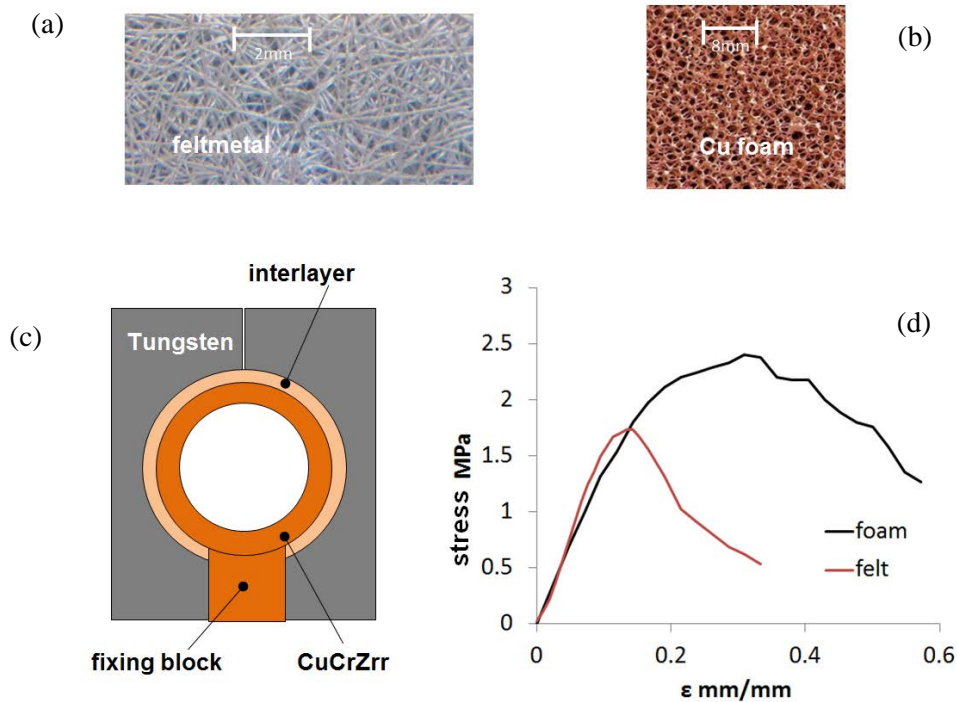 (a)
2mm
feltmetal
(b)
8mm
Cu foam
(c)
interlayer
Tungsten
fixing block
CuCrZrr
(d)
3
2.5
2
1.5
1
0.5
0
stress MPa
0
0.2
0.4
0.6
ε mm/mm
foam
felt